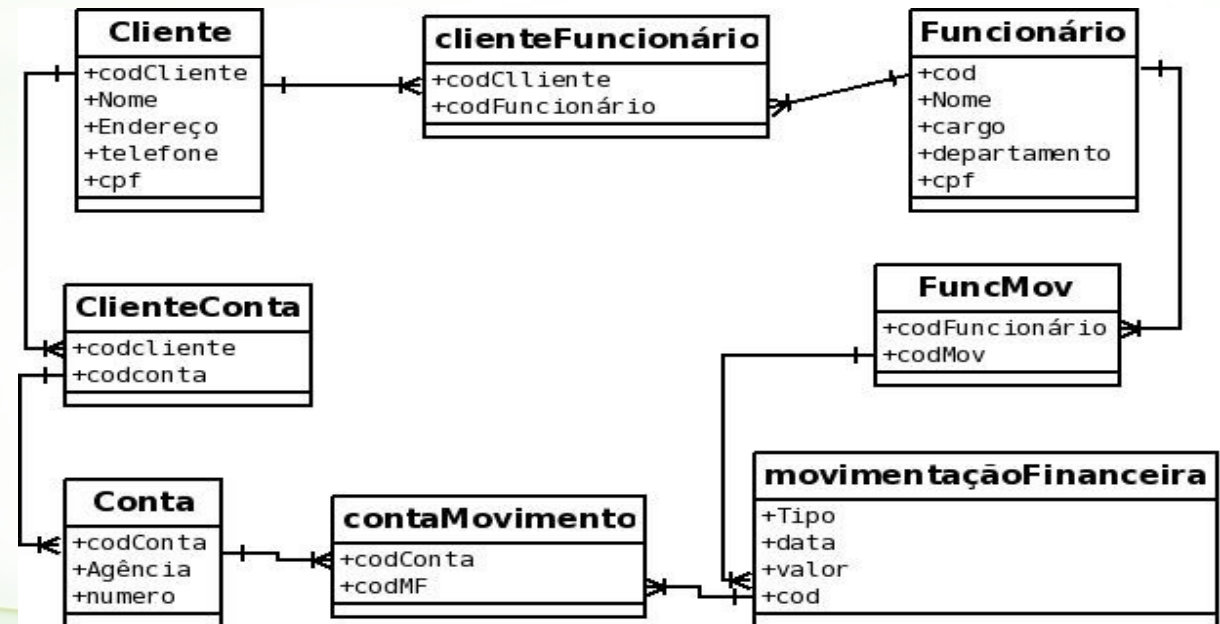 Cliente
+codCliente
+Nome
+Endereço
+telefone
+cpf
clienteFuncionário
+codClliente
+codFuncionário
Funcionário
+cod
+Nome
+cargo
+departamento
+cpf
ClienteConta
+codcliente
+codconta
FuncMov
+codFuncionário
+codMov
Conta
+codConta
+Agência
+numero
contaMovimento
+codConta
+codMF
movimentaçãoFinanceira
+Tipo
+data
+valor
+cod